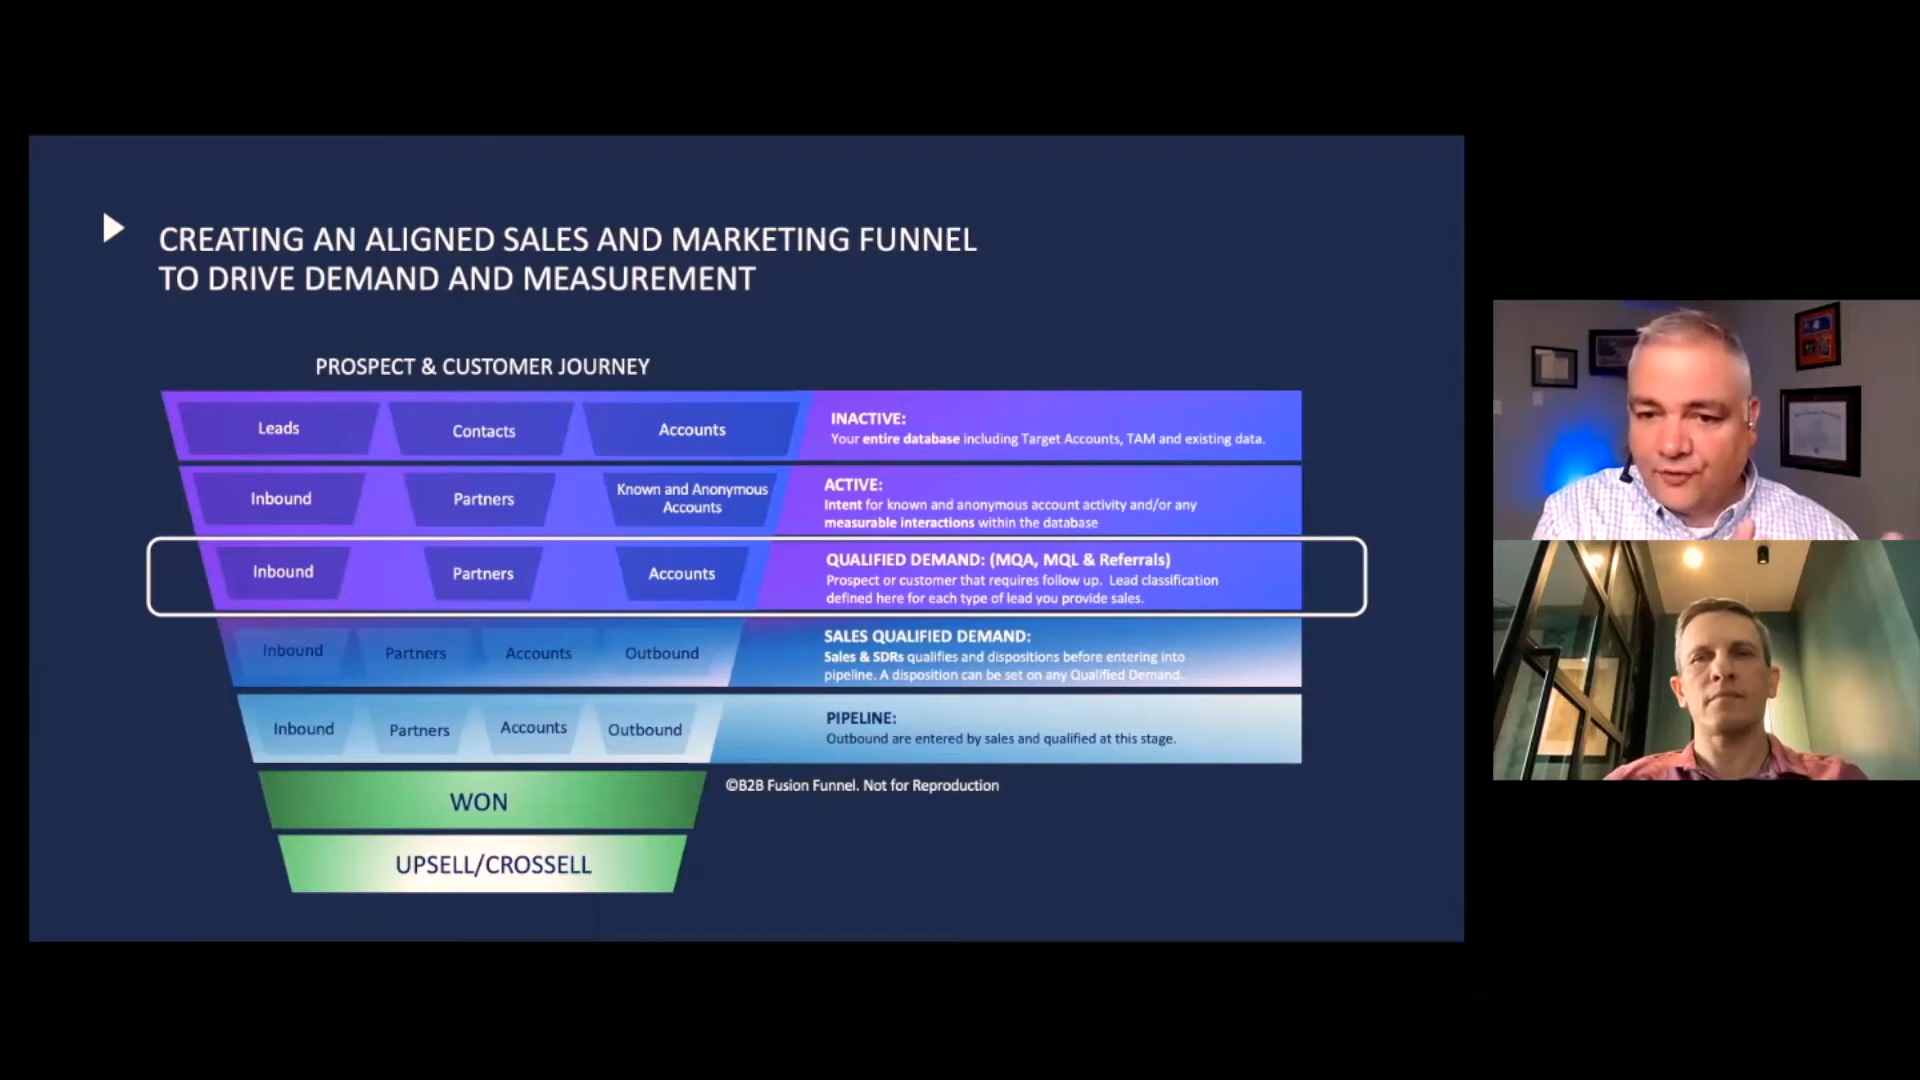 CREATING AN ALIGNED SALES AND MARKETING FUNNEL
TO DRIVE DEMAND AND MEASUREMENT
PROSPECT & CUSTOMER JOURNEY
Leads
Contacts
Accounts
INACTIVE:
Your entire database including Target Accounts, TAM and existing data.
Inbound
Partners
Known and Anonymous
Accounts
ACTIVE:
Intent for known and anonymous account activity and/or any
measurable interactions within the database
Inbound
Partners
Accounts
QUALIFIED DEMAND: (MQA, MQL & Referrals)
Prospect or customer that requires follow up. Lead classification
defined here for each type of lead you provide sales.
Inbound
Partners
Accounts
Outbound
SALES QUALIFIED DEMAND:
Sales & SDRs qualifies and dispositions before entering into
pipeline. A disposition can be set on any Qualified Demand.
Inbound
Partners
Accounts
Outbound
PIPELINE:
Outbound are entered by sales and qualified at this stage.
WON
©B2B Fusion Funnel. Not for Reproduction
UPSELL/CROSSELL